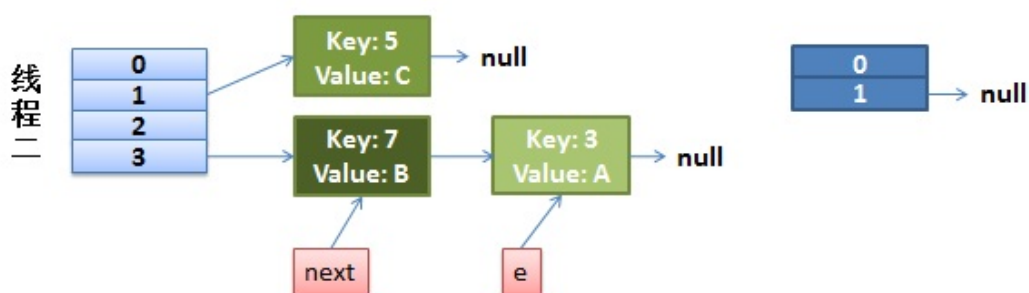 线程二
0
1
2
3
Key: 5
Value: C
null
Key: 7
Value: B
Key: 3
Value: A
null
next
e
0
1
null